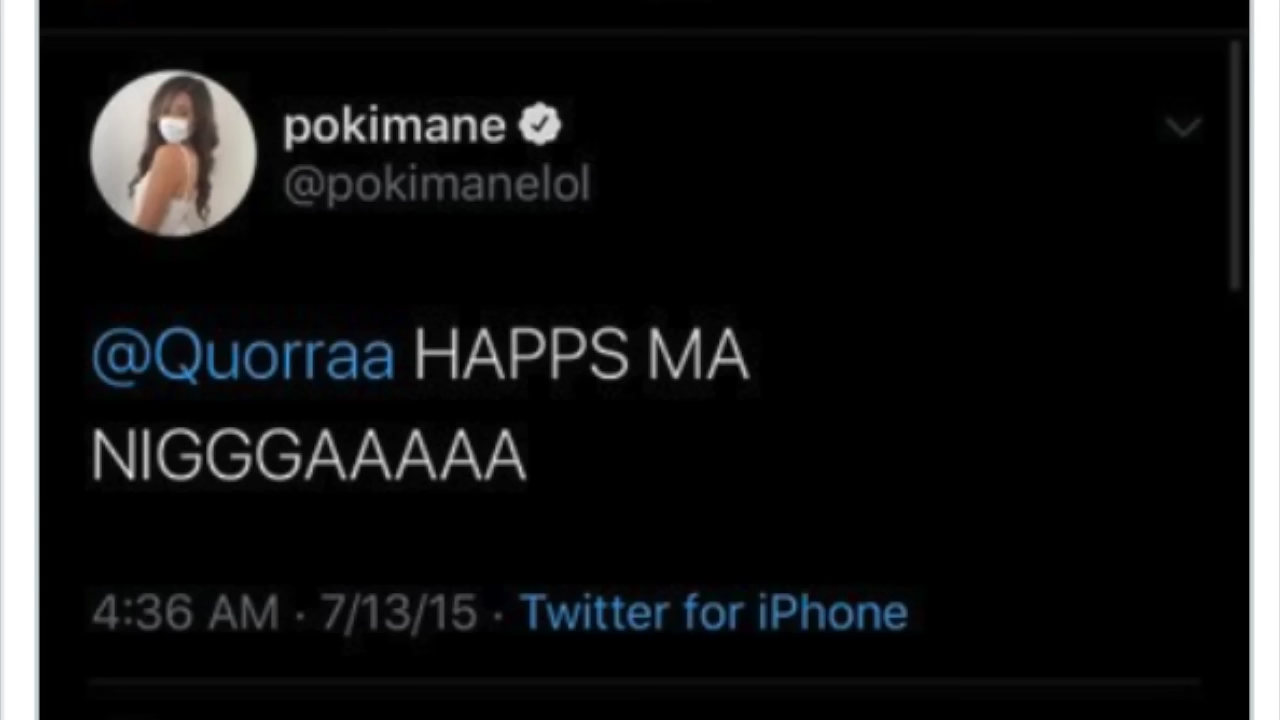 pokimane
@pokimanelol
@Quorraa HAPPS MA
NIGGGAAAAA
4:36 AM · 7/13/15 · Twitter for iPhone